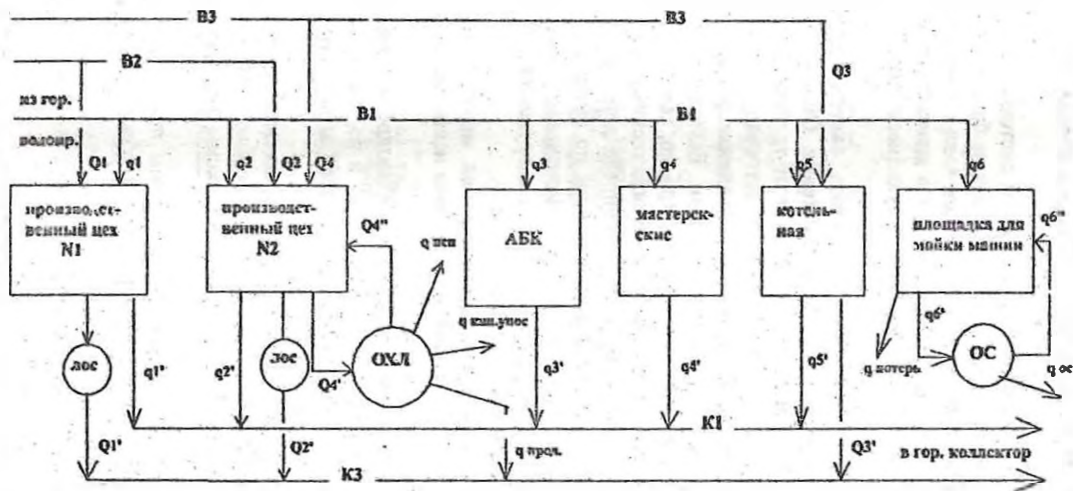 В3 В3
В2
Q3
из гор.
В1 В1
водопр.
Q1 q1 q2 Q2 Q4 q3 q4 q5 q6
производст-
венный цех
N1
производст-
венный цех
N2
Q4"
q исп
АБК
мастерск-
ские
котель-
ная
площадка для
мойки машин
q6"
q кап.унос
лос
лос
ОХЛ
q6'
ОС
q1' q2' Q4' q3' q4' q5' q потерь q ос
К1
Q1' Q2' q прод. Q3' в гор. коллектор
К3